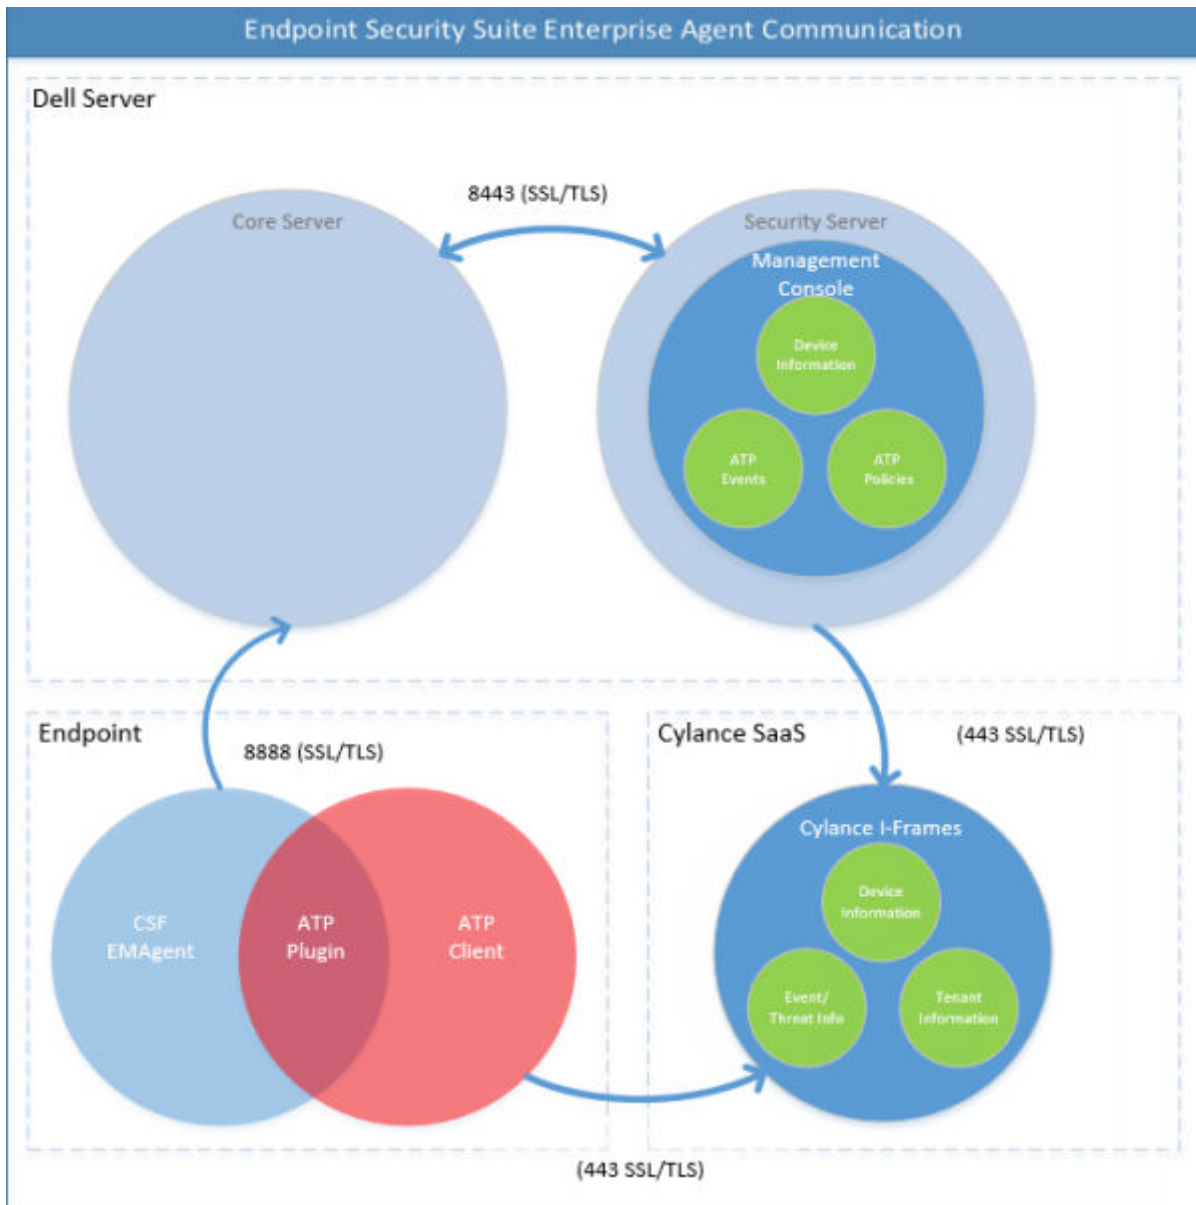 Endpoint Security Suite Enterprise Agent Communication
Dell Server
8443 (SSL/TLS)
Core Server
Security Server
Management
Console
Device
Information
ATP
Events
ATP
Policies
Endpoint
8888 (SSL/TLS)
Cylance SaaS
(443 SSL/TLS)
CSF
EMAgent
ATP
Plugin
ATP
Client
Cylance I-Frames
Device
Information
Event/
Threat Info
Tenant
Information
(443 SSL/TLS)